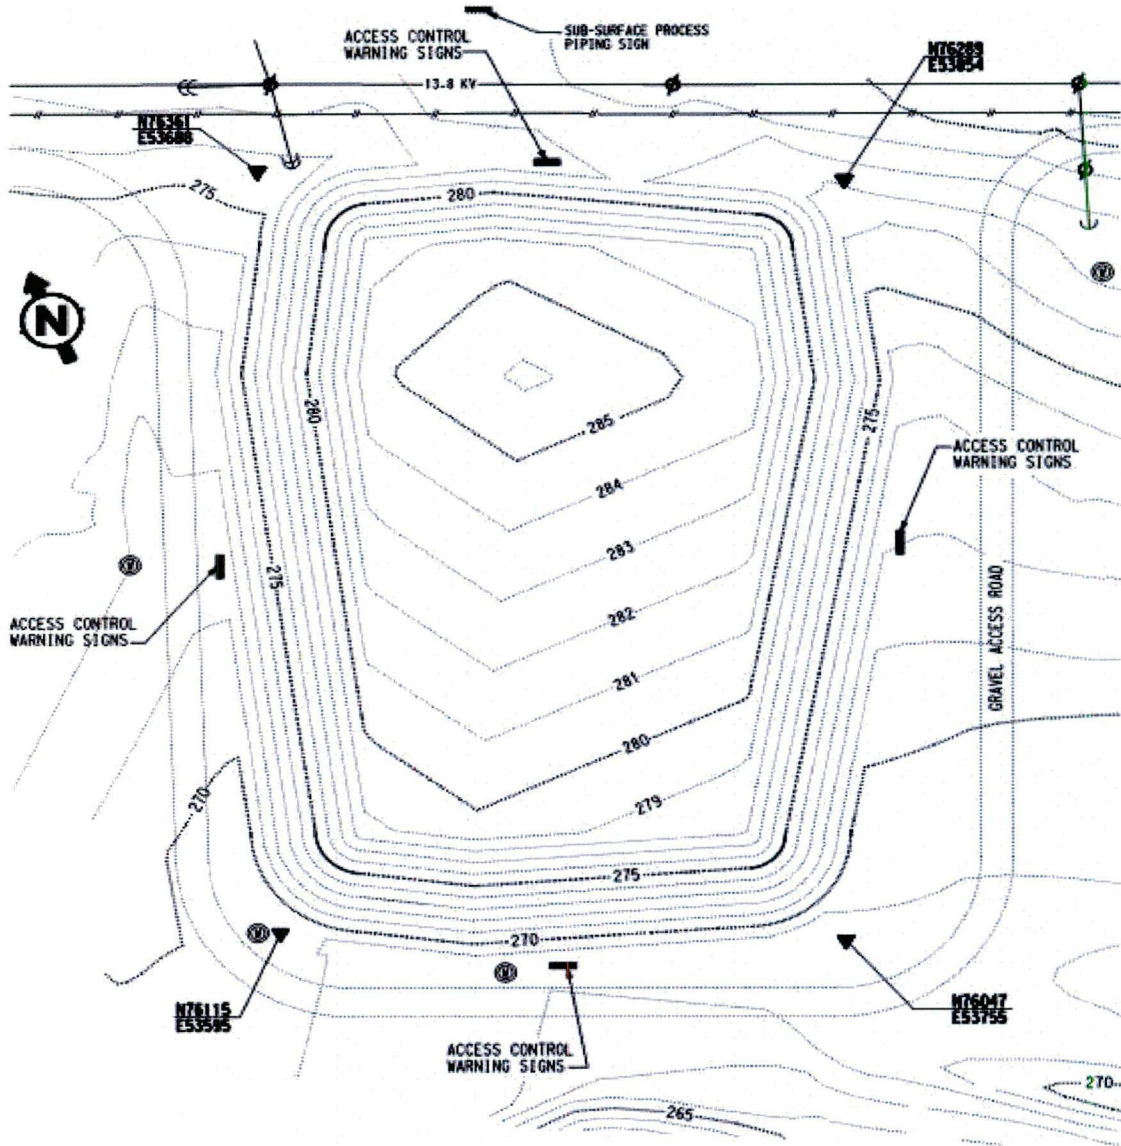 ACCESS CONTROL
WARNING SIGNS
SUB-SURFACE PROCESS
PIPING SIGN
N76289
E53854
13.8 KV
N76361
E53688
275
280
N
280
285
275
ACCESS CONTROL
WARNING SIGNS
284
283
275
ACCESS CONTROL
WARNING SIGNS
282
GRAVEL ACCESS ROAD
281
280
270
279
275
270
N76115
E53595
N76047
E53755
ACCESS CONTROL
WARNING SIGNS
270
265